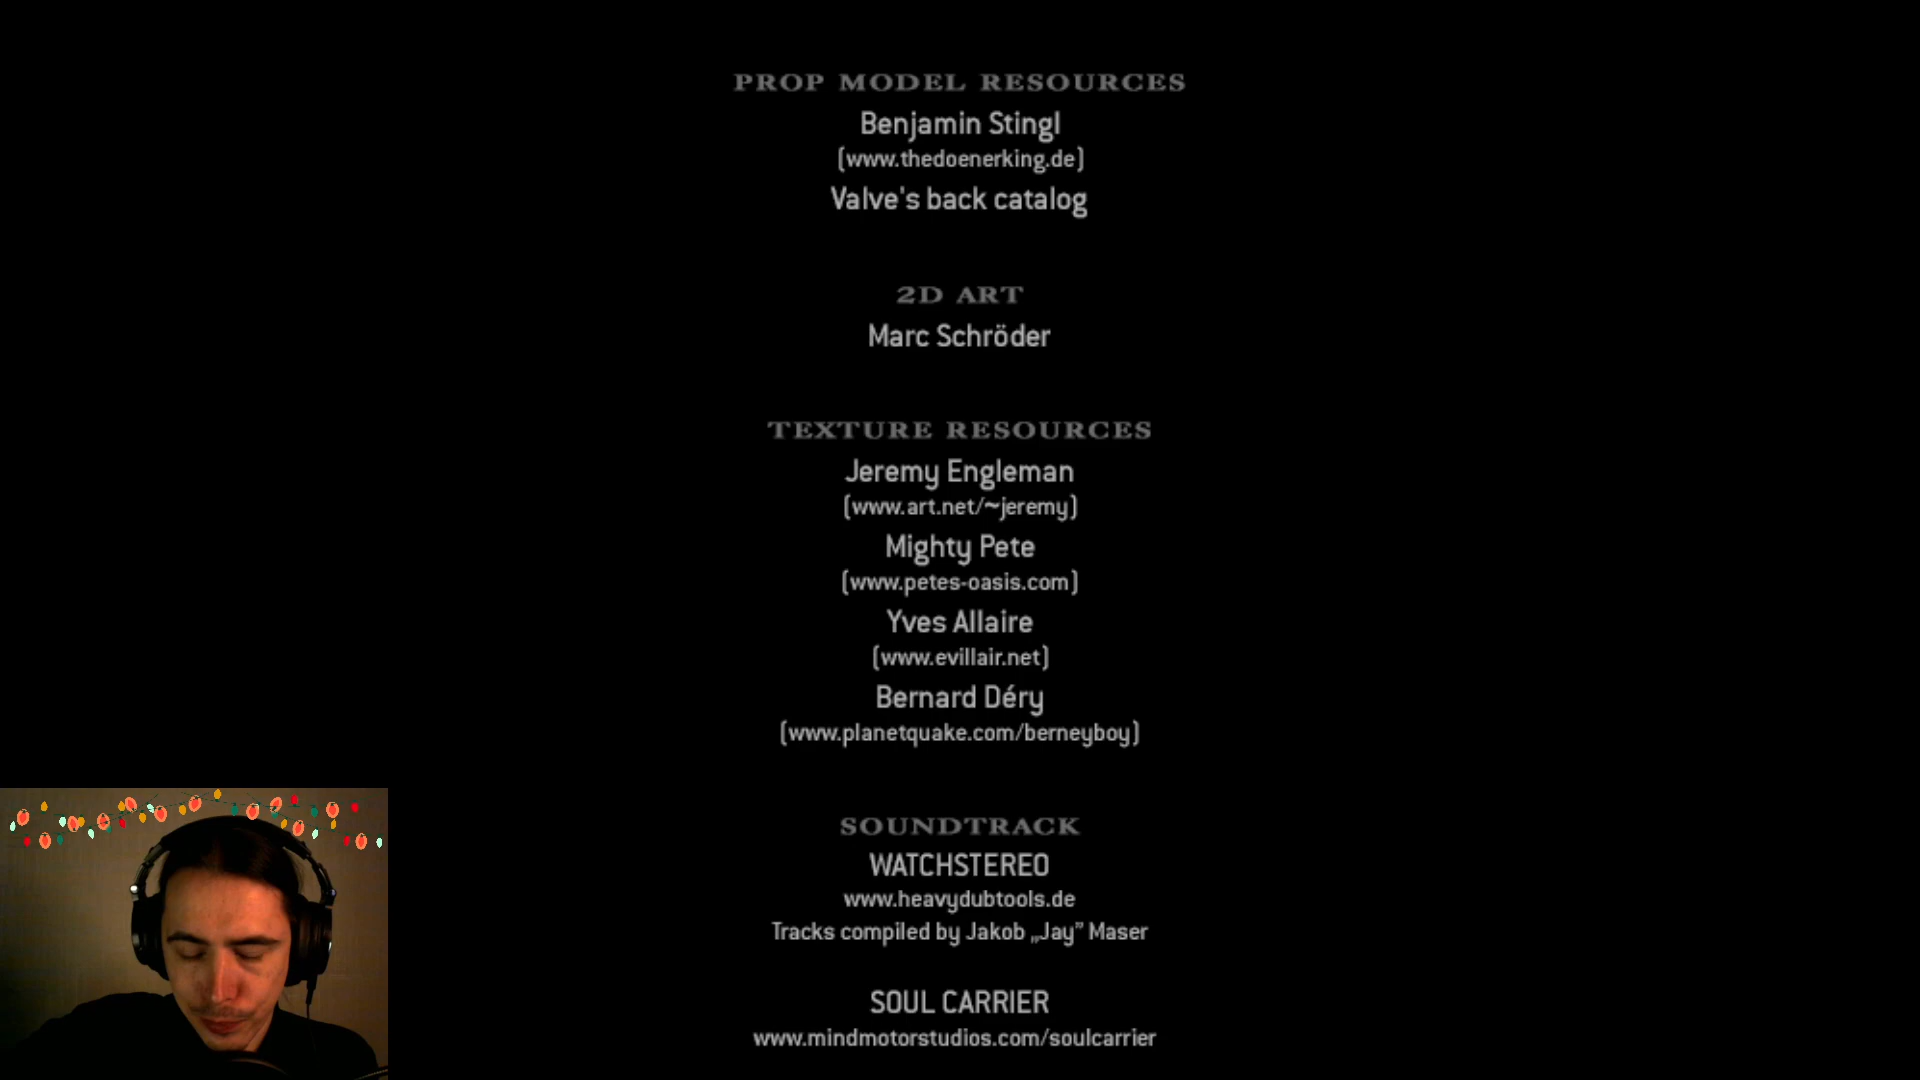 PROP MODEL RESOURCES
Benjamin Stingl
(www.thedoenerking.de)
Valve's back catalog
2D ART
Marc Schröder
TEXTURE RESOURCES
Jeremy Engleman
(www.art.net/~jeremy)
Mighty Pete
(www.petes-oasis.com)
Yves Allaire
(www.evillair.net)
Bernard Déry
(www.planetquake.com/berneyboy)
SOUNDTRACK
WATCHSTEREO
www.heavydubtools.de
Tracks compiled by Jakob „Jay” Maser
SOUL CARRIER
www.mindmotorstudios.com/soulcarrier